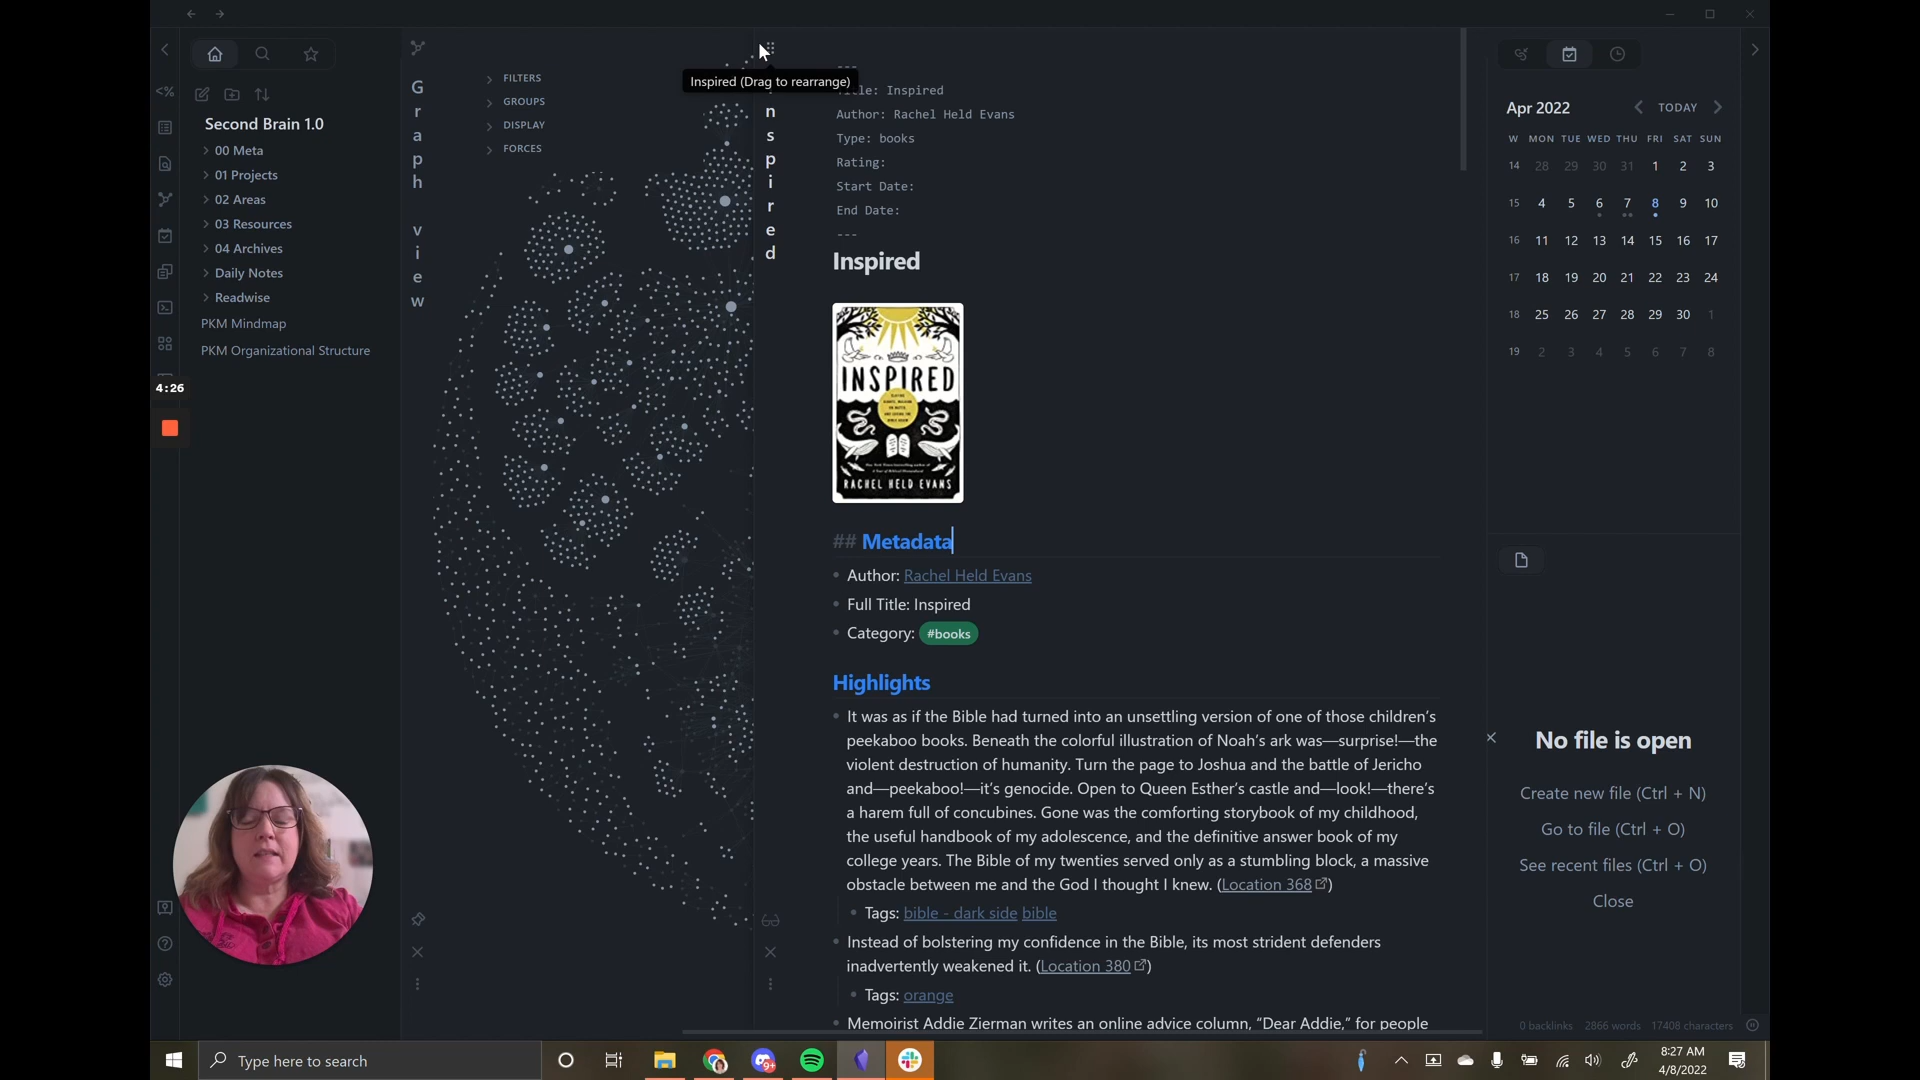 Second Brain 1.0
00 Meta
01 Projects
02 Areas
03 Resources
04 Archives
Daily Notes
Readwise
PKM Mindmap
PKM Organizational Structure
4:26
Graph view
FILTERS
GROUPS
DISPLAY
FORCES
Inspired (Drag to rearrange)
nspired
---
Title: Inspired
Author: Rachel Held Evans
Type: books
Rating:
Start Date:
End Date:
---
Inspired
INSPIRED
RACHEL HELD EVANS
## Metadata
Author: Rachel Held Evans
Full Title: Inspired
Category: #books
Highlights
It was as if the Bible had turned into an unsettling version of one of those children's
peekaboo books. Beneath the colorful illustration of Noah's ark was—surprise!—the
violent destruction of humanity. Turn the page to Joshua and the battle of Jericho
and—peekaboo!—it's genocide. Open to Queen Esther's castle and—look!—there's
a harem full of concubines. Gone was the comforting storybook of my childhood,
the useful handbook of my adolescence, and the definitive answer book of my
college years. The Bible of my twenties served only as a stumbling block, a massive
obstacle between me and the God I thought I knew. (Location 368)
Tags: bible - dark side bible
Instead of bolstering my confidence in the Bible, its most strident defenders
inadvertently weakened it. (Location 380)
Tags: orange
Memoirist Addie Zierman writes an online advice column, “Dear Addie,” for people
Apr 2022 TODAY
W MON TUE WED THU FRI SAT SUN
14 28 29 30 31 1 2 3
15 4 5 6 7 8 9 10
16 11 12 13 14 15 16 17
17 18 19 20 21 22 23 24
18 25 26 27 28 29 30 1
19 2 3 4 5 6 7 8
No file is open
Create new file (Ctrl + N)
Go to file (Ctrl + O)
See recent files (Ctrl + O)
Close
0 backlinks 2866 words 17408 characters
Type here to search
9+
8:27 AM
4/8/2022